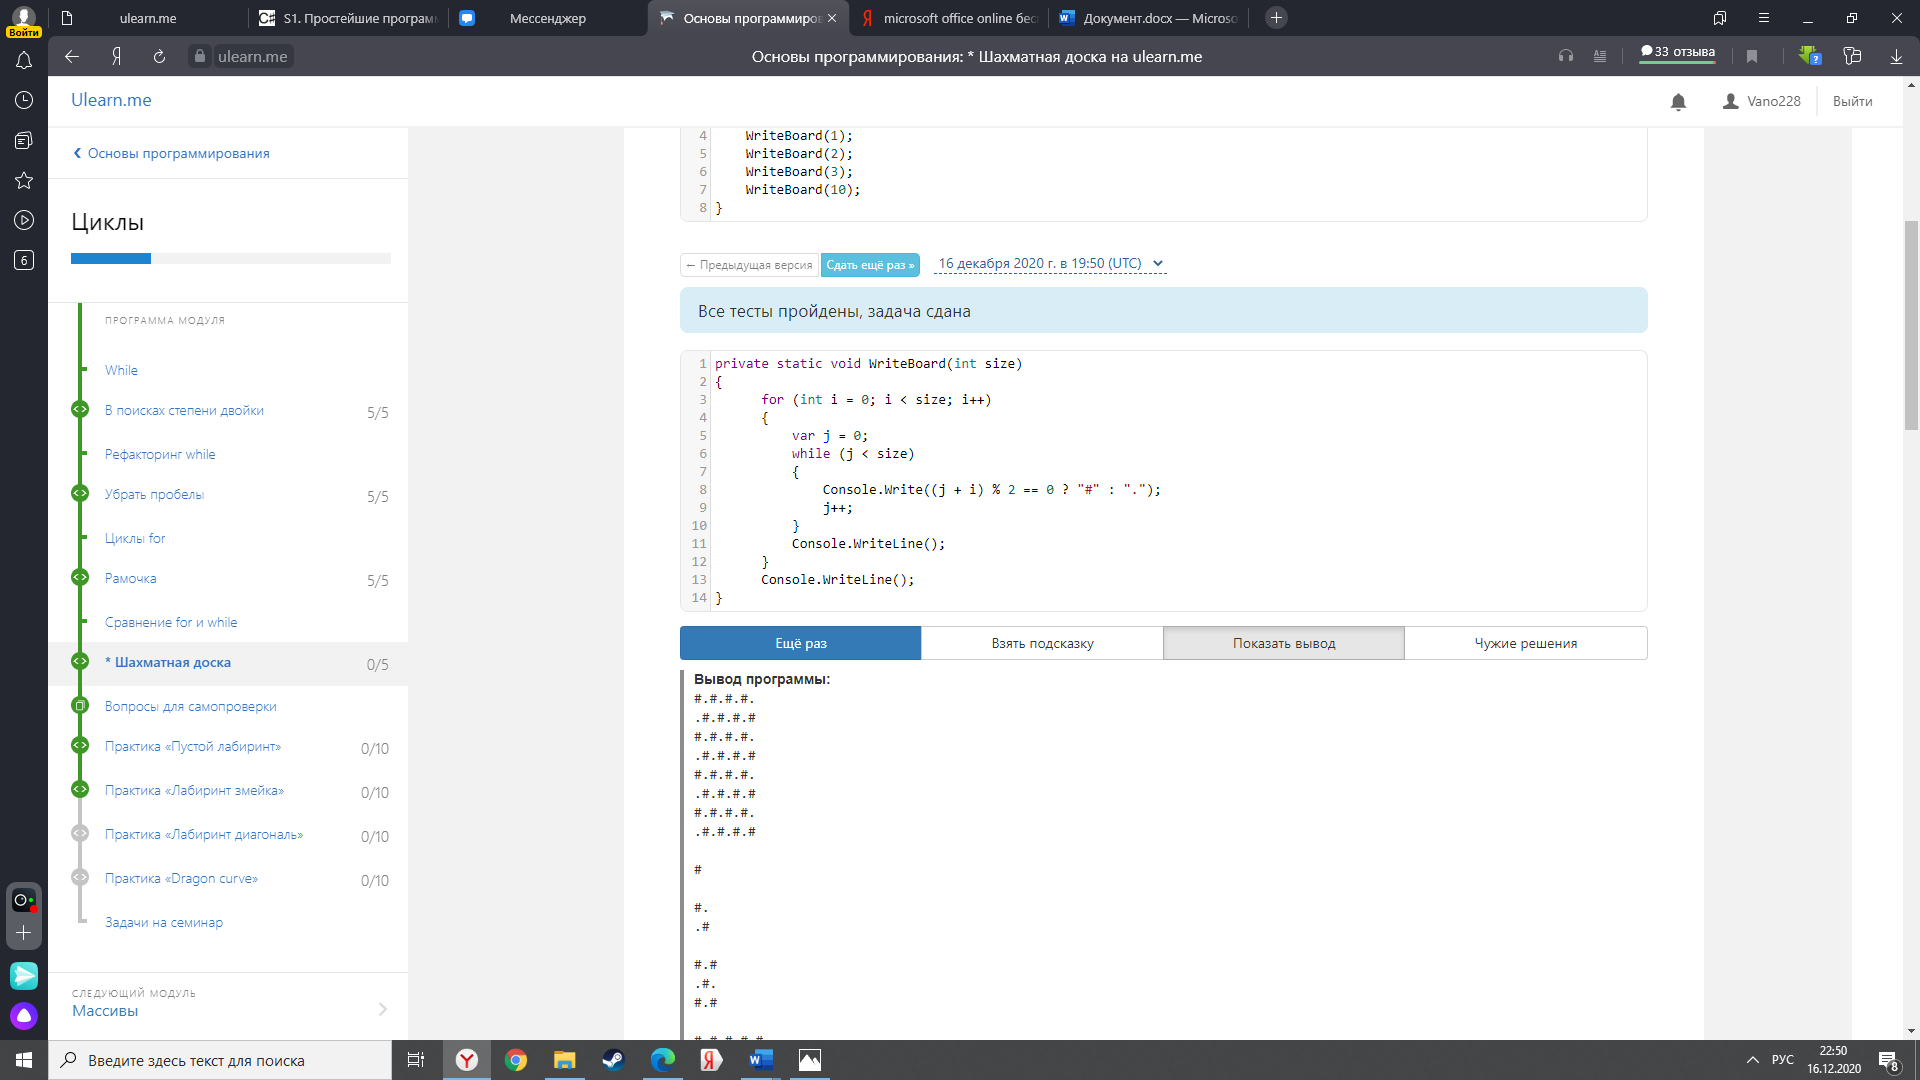 ulearn.me
S1. Простейшие програм
Мессенджер
Основы программиров
microsoft office online бес
Документ.docx — Microso
Войти
ulearn.me
Основы программирования: * Шахматная доска на ulearn.me
33 отзыва
6
Ulearn.me
Vano228
Выйти
Основы программирования
Циклы
ПРОГРАММА МОДУЛЯ
While
В поисках степени двойки 5/5
Рефакторинг while
Убрать пробелы 5/5
Циклы for
Рамочка 5/5
Сравнение for и while
* Шахматная доска 0/5
Вопросы для самопроверки
Практика «Пустой лабиринт» 0/10
Практика «Лабиринт змейка» 0/10
Практика «Лабиринт диагональ» 0/10
Практика «Dragon curve» 0/10
Задачи на семинар
СЛЕДУЮЩИЙ МОДУЛЬ
Массивы
4 WriteBoard(1);
5 WriteBoard(2);
6 WriteBoard(3);
7 WriteBoard(10);
8 }
← Предыдущая версия
Сдать ещё раз »
16 декабря 2020 г. в 19:50 (UTC)
Все тесты пройдены, задача сдана
1 private static void WriteBoard(int size)
2 {
3 for (int i = 0; i < size; i++)
4 {
5 var j = 0;
6 while (j < size)
7 {
8 Console.Write((j + i) % 2 == 0 ? "#" : ".");
9 j++;
10 }
11 Console.WriteLine();
12 }
13 Console.WriteLine();
14 }
Ещё раз
Взять подсказку
Показать вывод
Чужие решения
Вывод программы:
#.#.#.#.
.#.#.#.#
#.#.#.#.
.#.#.#.#
#.#.#.#.
.#.#.#.#
#.#.#.#.
.#.#.#.#
#
#.
.#
#.#
.#.
#.#
Введите здесь текст для поиска
РУС
22:50
16.12.2020
8